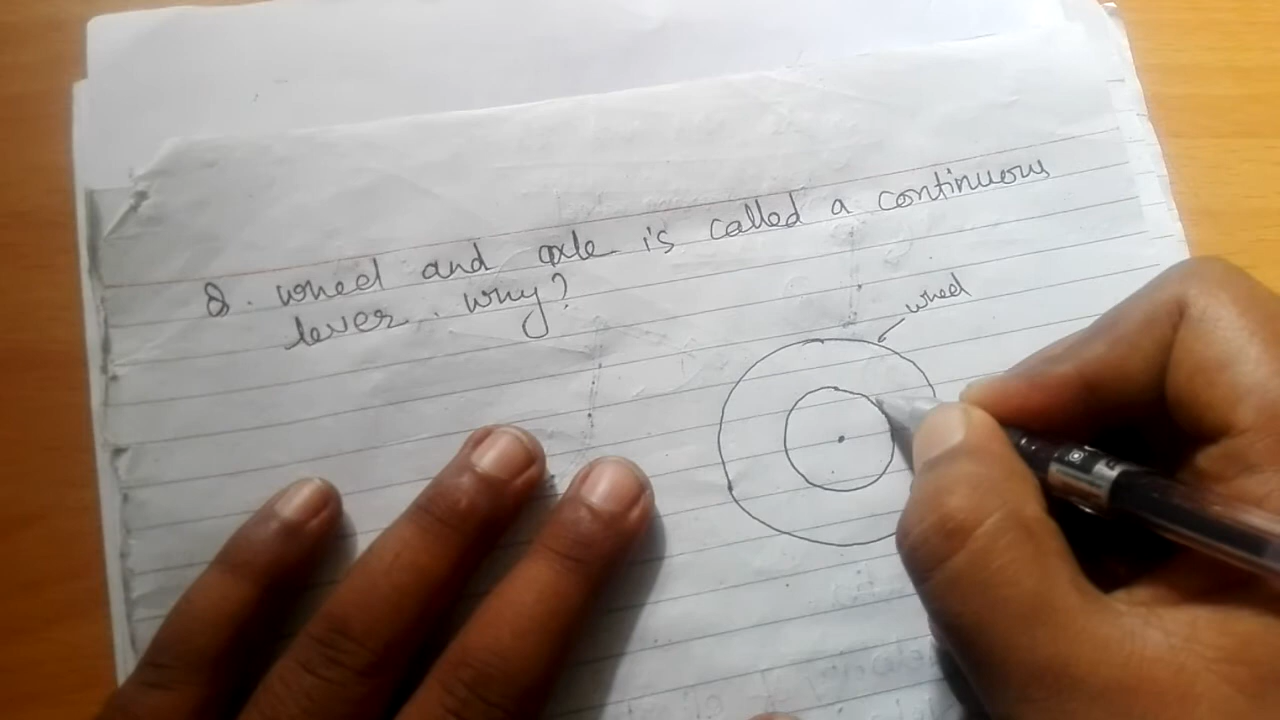 Q. wheel and axle is called a continuous
lever. why?
wheel